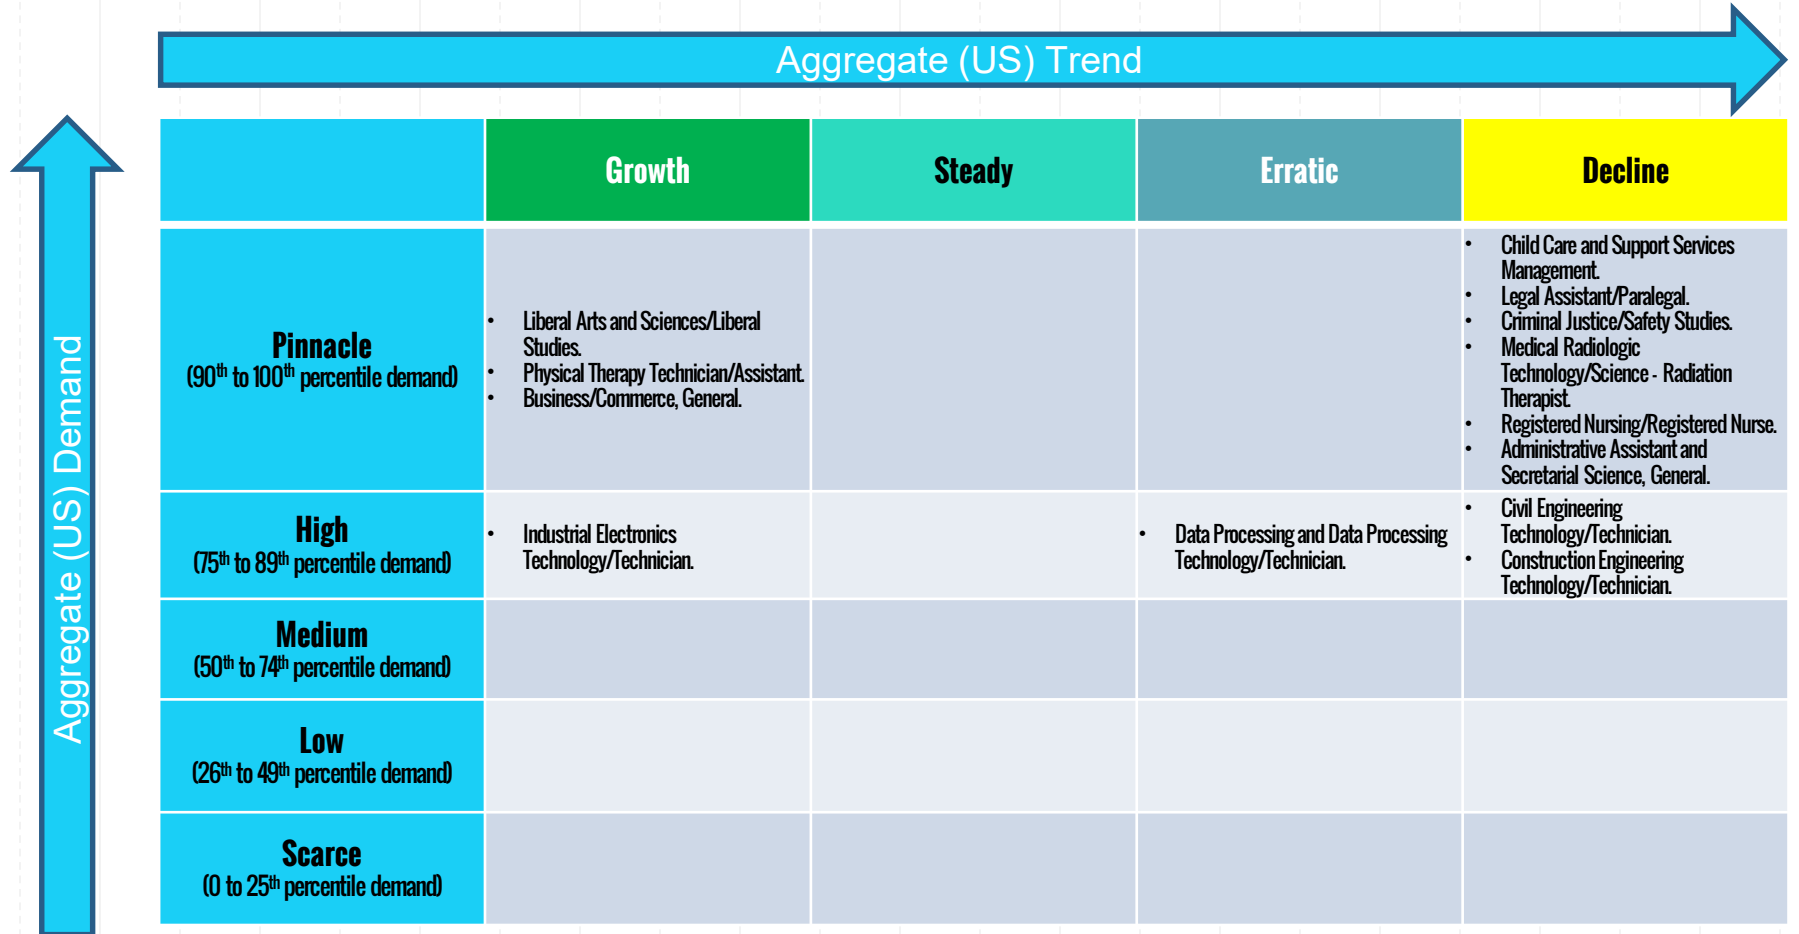 Aggregate (US) Trend
Aggregate (US) Demand
Growth
Steady
Erratic
Decline
Pinnacle
(90th to 100th percentile demand)
• Liberal Arts and Sciences/Liberal
Studies.
• Physical Therapy Technician/Assistant.
• Business/Commerce, General.
• Child Care and Support Services
Management.
• Legal Assistant/Paralegal.
• Criminal Justice/Safety Studies.
• Medical Radiologic
Technology/Science - Radiation
Therapist.
• Registered Nursing/Registered Nurse.
• Administrative Assistant and
Secretarial Science, General.
High
(75th to 89th percentile demand)
• Industrial Electronics
Technology/Technician.
• Data Processing and Data Processing
Technology/Technician.
• Civil Engineering
Technology/Technician.
• Construction Engineering
Technology/Technician.
Medium
(50th to 74th percentile demand)
Low
(26th to 49th percentile demand)
Scarce
(0 to 25th percentile demand)